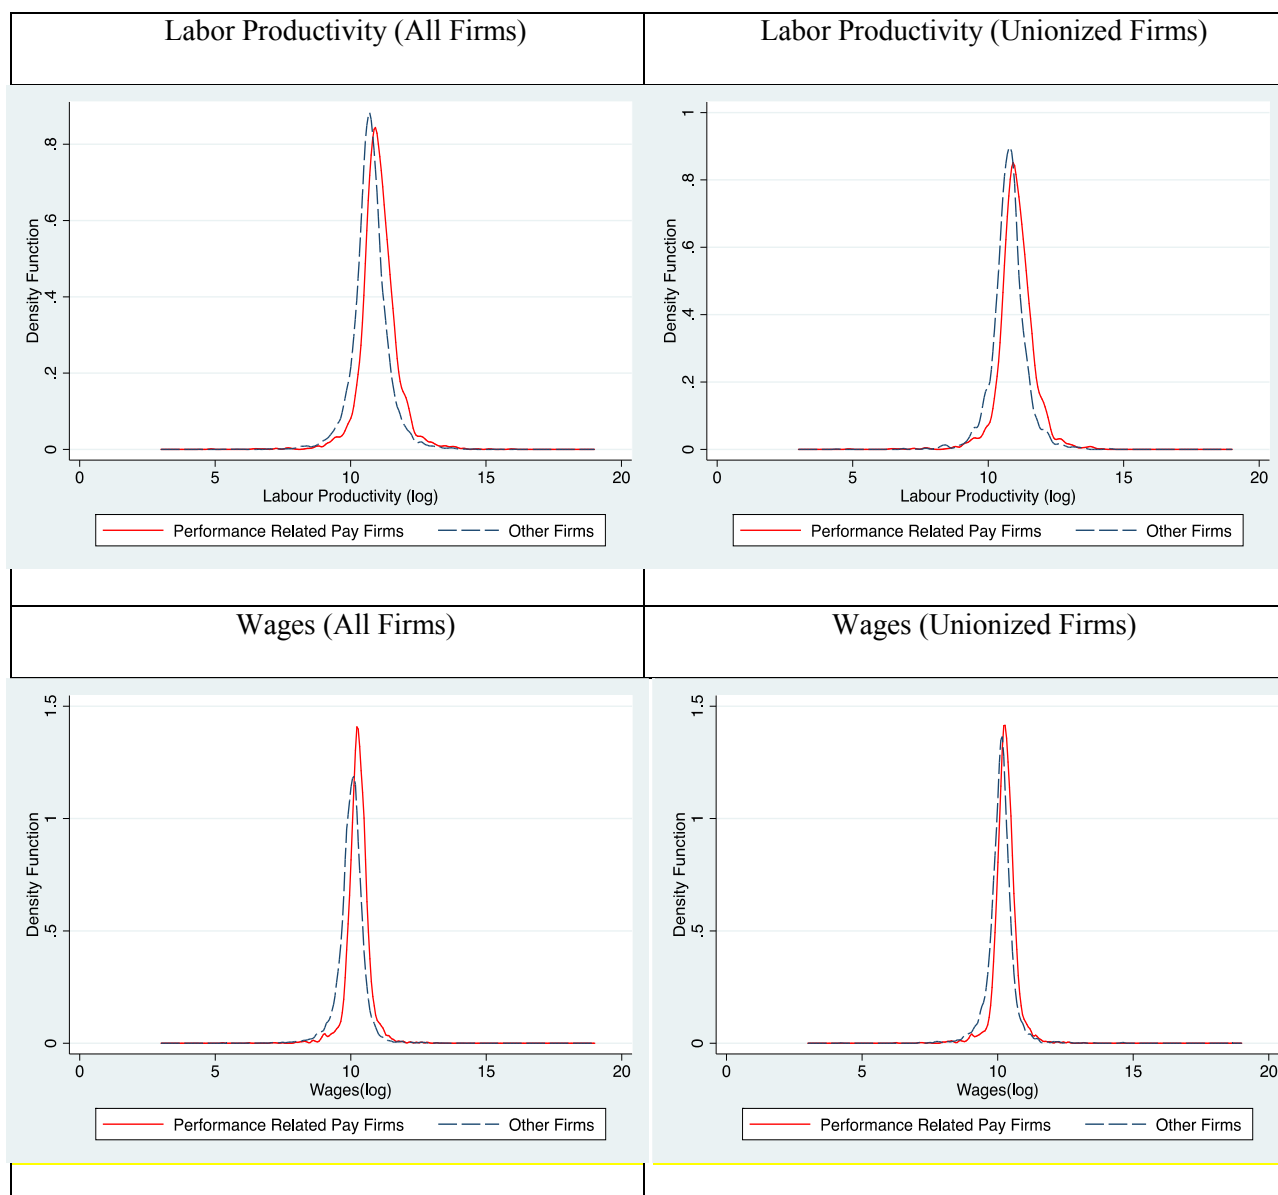 Labor Productivity (All Firms)
Labor Productivity (Unionized Firms)
Density Function
0
.2
.4
.6
.8
0
5
10
15
20
Labour Productivity (log)
Performance Related Pay Firms
Other Firms
Density Function
0
.2
.4
.6
.8
1
0
5
10
15
20
Labour Productivity (log)
Performance Related Pay Firms
Other Firms
Wages (All Firms)
Wages (Unionized Firms)
Density Function
0
.5
1
1.5
0
5
10
15
20
Wages(log)
Performance Related Pay Firms
Other Firms
Density Function
0
.5
1
1.5
0
5
10
15
20
Wages(log)
Performance Related Pay Firms
Other Firms